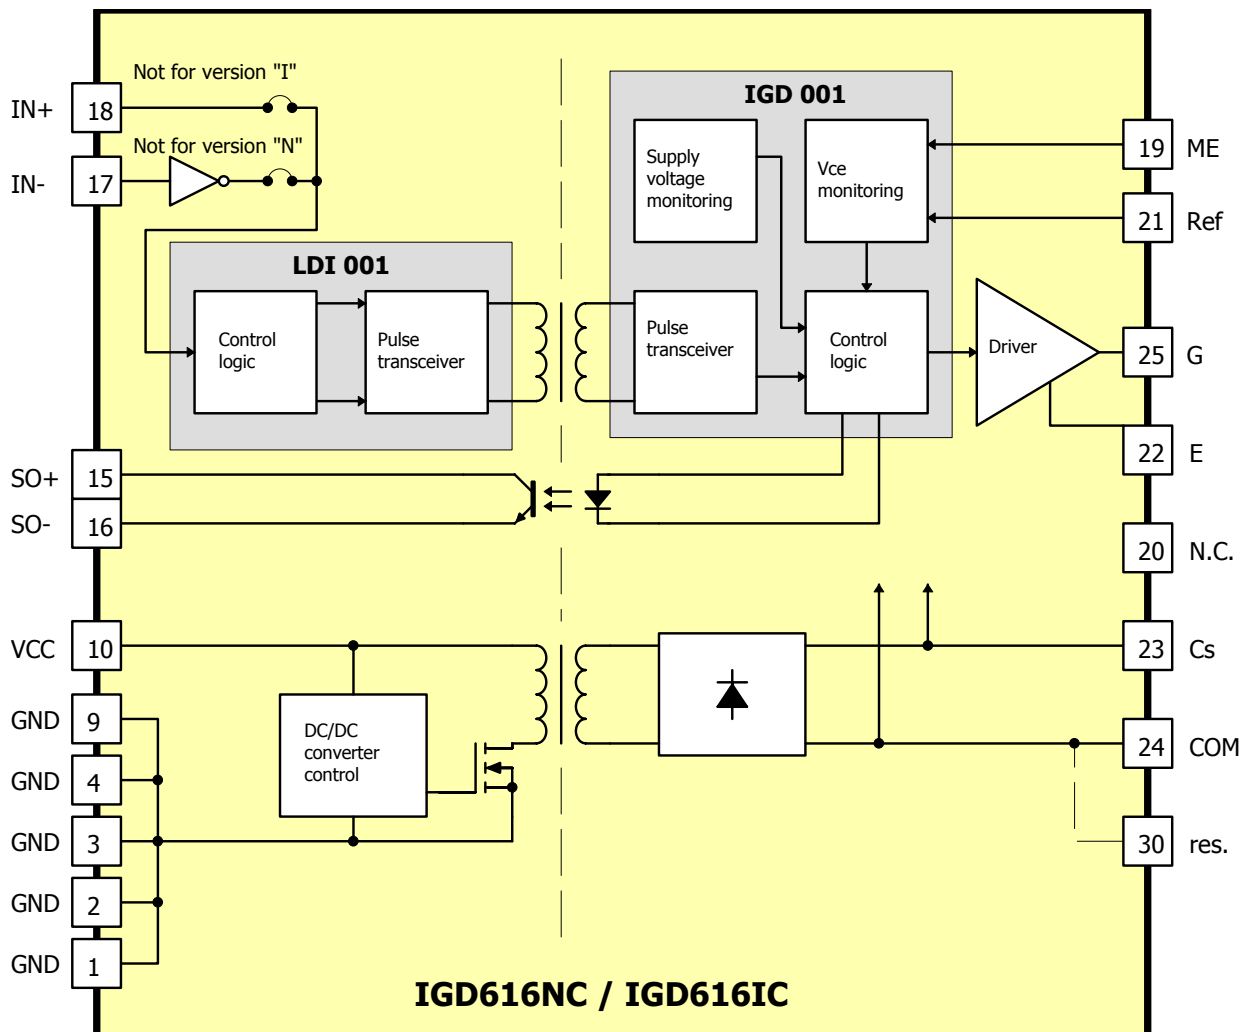 Not for version "I"
IN+
18
Not for version "N"
IN-
17
LDI 001
Control
logic
Pulse
transceiver
IGD 001
Supply
voltage
monitoring
Vce
monitoring
Pulse
transceiver
Control
logic
Driver
19
ME
21
Ref
25
G
22
E
SO+
15
SO-
16
20
N.C.
VCC
10
GND
9
GND
4
GND
3
GND
2
GND
1
DC/DC
converter
control
23
Cs
24
COM
30
res.
IGD616NC / IGD616IC